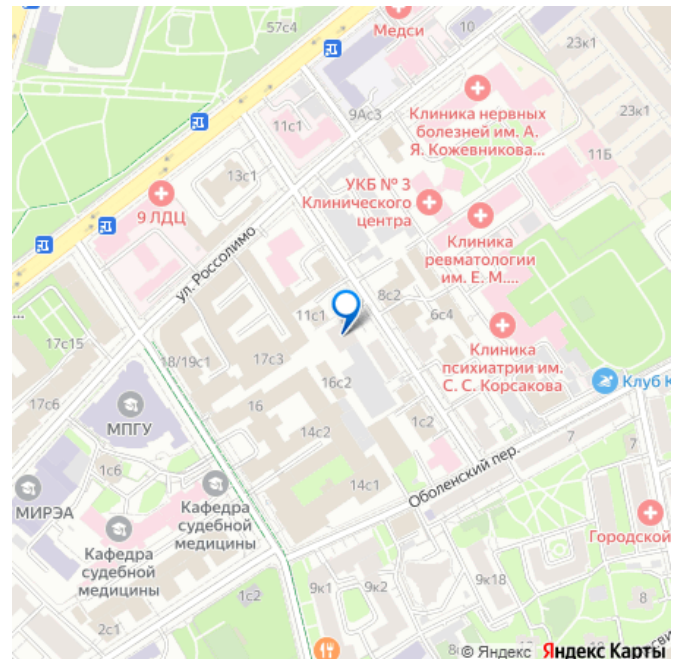 57с4
Медси
10
23к1
9Ас3
Клиника нервных
болезней им. А.
Я. Кожевникова...
23к1
11с1
11Б
13с1
УКБ № 3
Клинического
центра
9 ЛДЦ
ул. Россолимо
Клиника
ревматологии
им. Е. М....
8с2
11с1
6с4
...
17с15
Клиника
психиатрии им.
С. С. Корсакова
18/19с1
17с3
16с2
Клуб К
17с6
16
МПГУ
1с2
14с2
7
7
1с6
Оболенский пер.
14с1
МИРЭА
Кафедра
судебной
медицины
Кафедра
судебной
медицины
Городской
9к18
9к1
9к2
1с2
8
2с1
© Яндекс Яндекс Карты